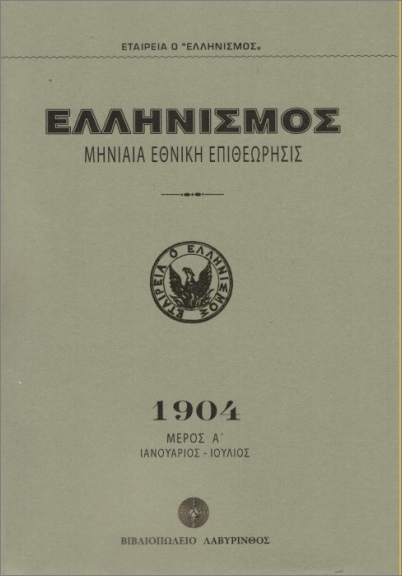 ΕΤΑΙΡΕΙΑ Ο "ΕΛΛΗΝΙΣΜΟΣ"
ΕΛΛΗΝΙΣΜΟΣ
ΜΗΝΙΑΙΑ ΕΘΝΙΚΗ ΕΠΙΘΕΩΡΗΣΙΣ
ΕΤΑΙΡΕΙΑ Ο ΕΛΛΗΝΙΣΜΟΣ
1904
ΜΕΡΟΣ Α΄
ΙΑΝΟΥΑΡΙΟΣ - ΙΟΥΛΙΟΣ
ΒΙΒΛΙΟΠΩΛΕΙΟ ΛΑΒΥΡΙΝΘΟΣ